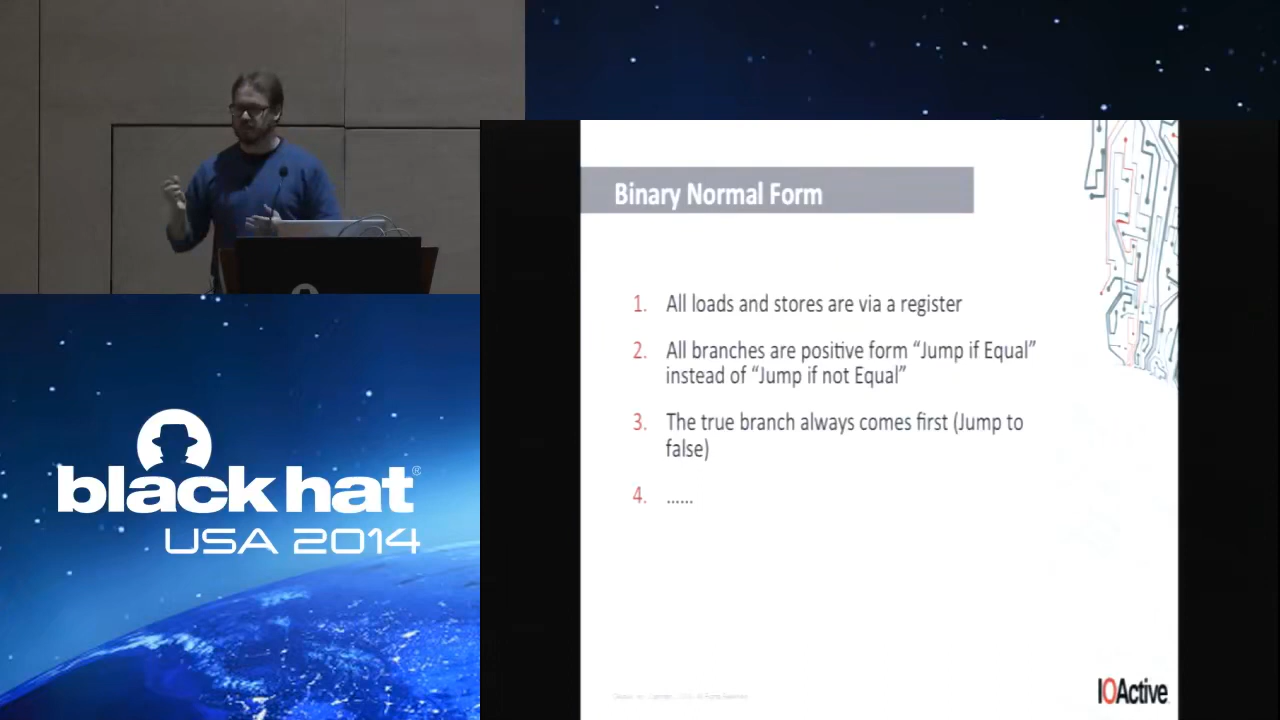 Binary Normal Form
1. All loads and stores are via a register
2. All branches are positive form “Jump if Equal”
instead of “Jump if not Equal”
3. The true branch always comes first (Jump to
false)
4. ......
black hat®
USA 2014
IOActive